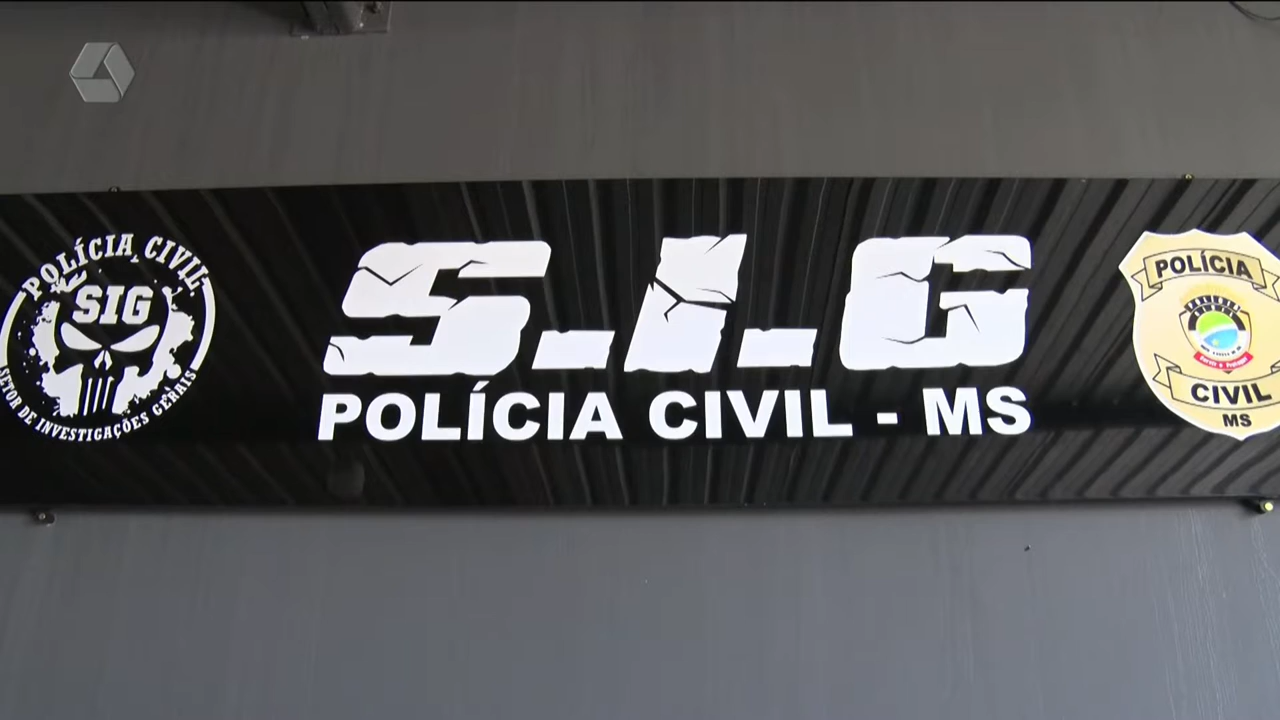 POLÍCIA CIVIL
SIG
SETOR DE INVESTIGAÇÕES GERAIS
S.I.G
POLÍCIA CIVIL - MS
POLÍCIA
CIVIL
MS